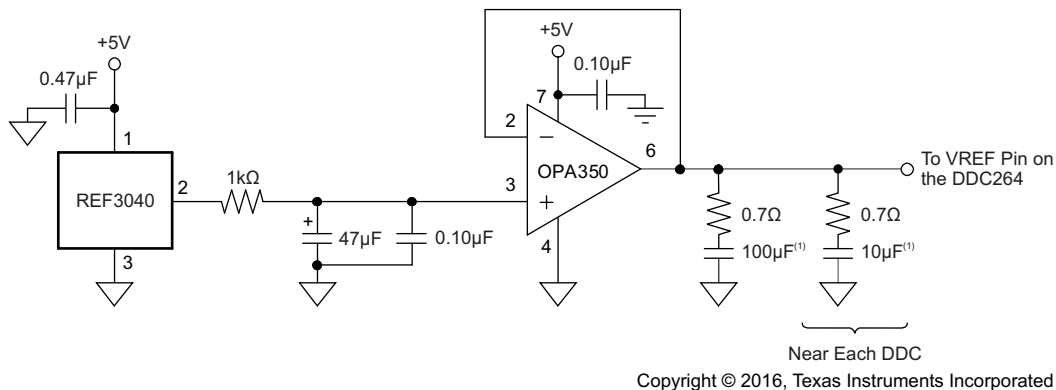 +5V
0.47µF
1
REF3040
2
3
1kΩ
+
47µF
0.10µF
+5V
0.10µF
7
2
−
OPA350
3
+
4
6
To VREF Pin on
the DDC264
0.7Ω
100µF(1)
0.7Ω
10µF(1)
Near Each DDC
Copyright © 2016, Texas Instruments Incorporated